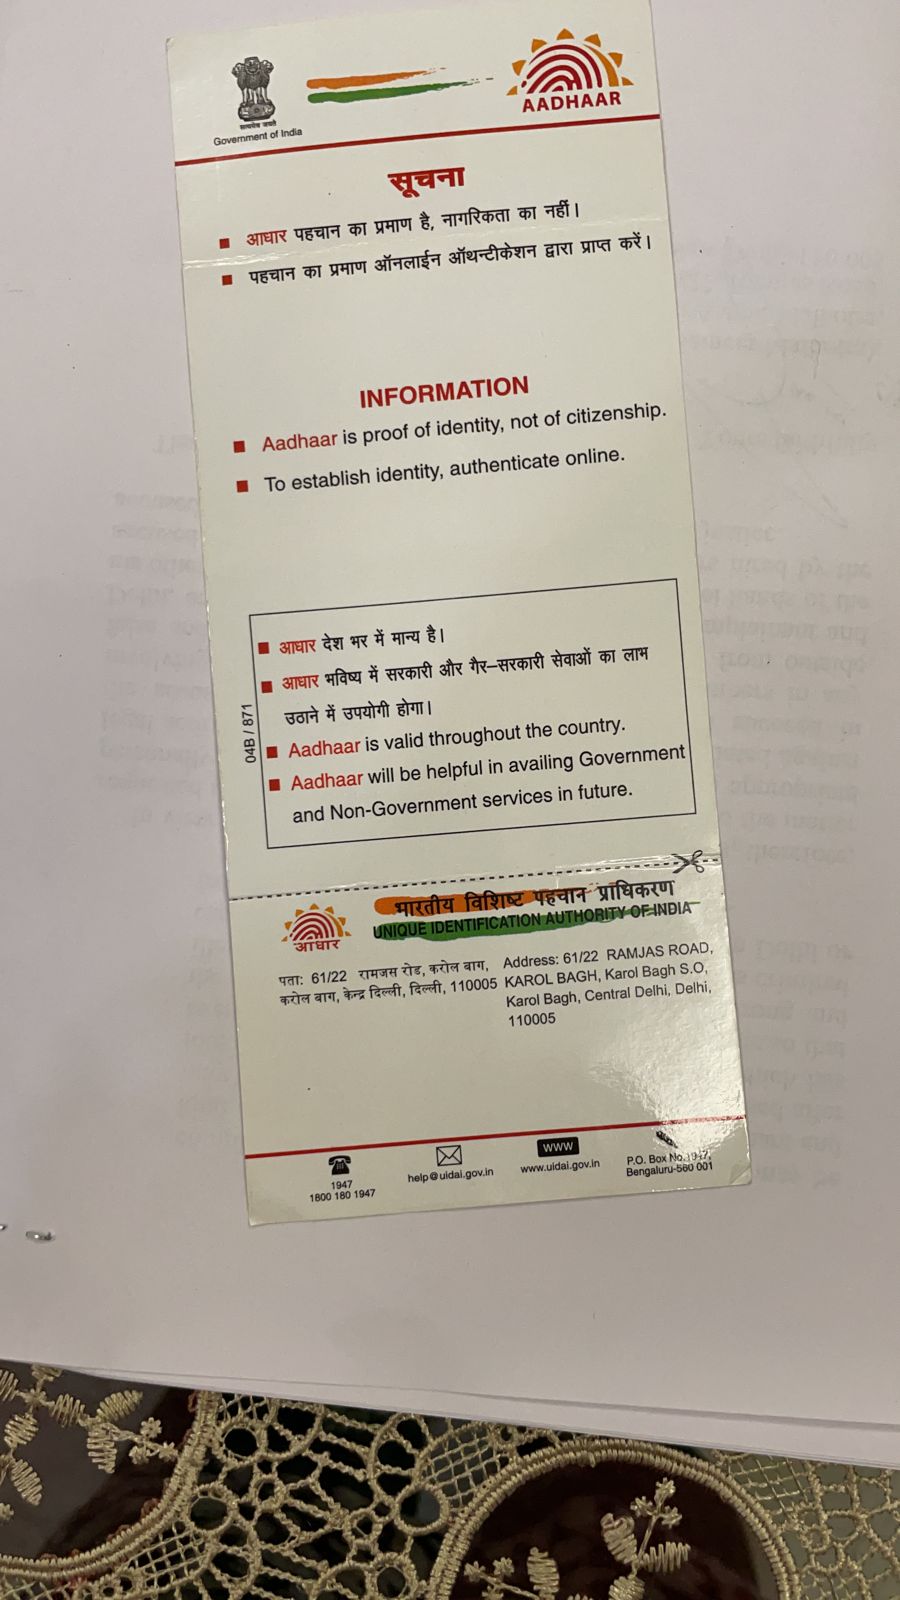 सत्यमेव जयते
Government of India
AADHAAR
सूचना
■ आधार पहचान का प्रमाण है, नागरिकता का नहीं।
■ पहचान का प्रमाण ऑनलाईन ऑथन्टीकेशन द्वारा प्राप्त करें।
INFORMATION
■ Aadhaar is proof of identity, not of citizenship.
■ To establish identity, authenticate online.
■ आधार देश भर में मान्य है।
■ आधार भविष्य में सरकारी और गैर–सरकारी सेवाओं का लाभ
उठाने में उपयोगी होगा।
■ Aadhaar is valid throughout the country.
■ Aadhaar will be helpful in availing Government
and Non-Government services in future.
04B / 871
भारतीय विशिष्ट पहचान प्राधिकरण
UNIQUE IDENTIFICATION AUTHORITY OF INDIA
आधार
पता: 61/22 रामजस रोड, करोल बाग,
करोल बाग, केन्द्र दिल्ली, दिल्ली, 110005
Address: 61/22 RAMJAS ROAD,
KAROL BAGH, Karol Bagh S.O,
Karol Bagh, Central Delhi, Delhi,
110005
1947
1800 180 1947
help@uidai.gov.in
WWW
www.uidai.gov.in
P.O. Box No.1947,
Bengaluru-560 001